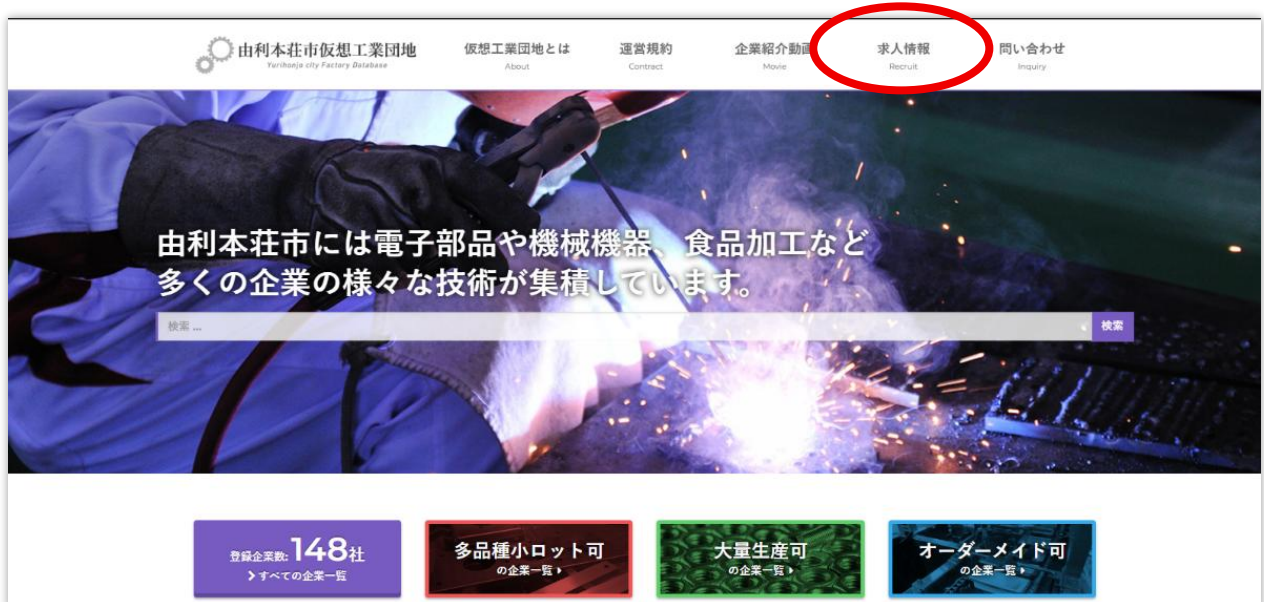 由利本荘市仮想工業団地
Yurihonjo city Factory Database
仮想工業団地とは
About
運営規約
Contract
企業紹介動画
Movie
求人情報
Recruit
問い合わせ
Inquiry
由利本荘市には電子部品や機械機器、食品加工など
多くの企業の様々な技術が集積しています。
検索 ...
検索
登録企業数: 148社
すべての企業一覧
多品種小ロット可
の企業一覧
大量生産可
の企業一覧
オーダーメイド可
の企業一覧